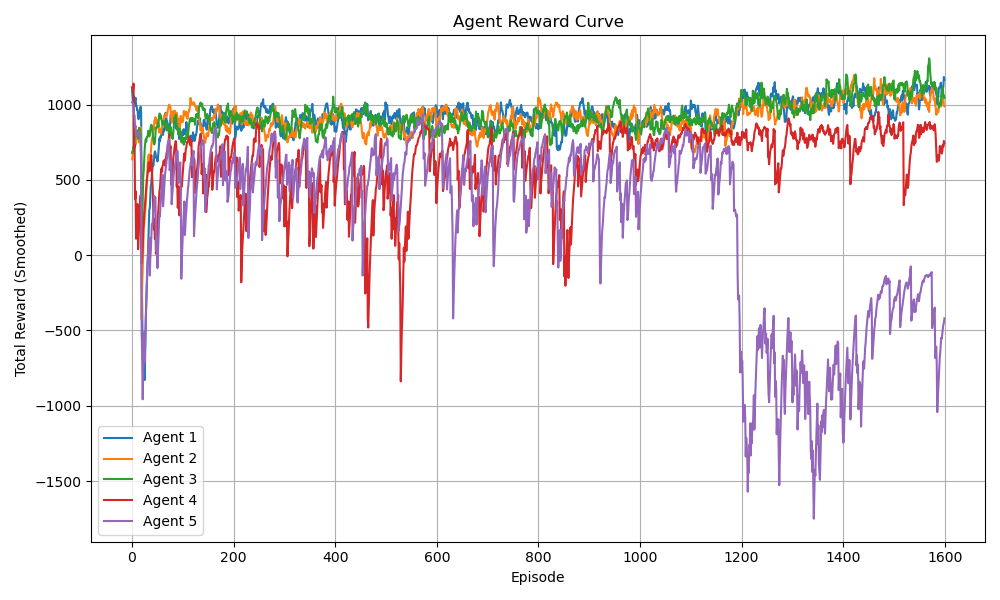 Agent Reward Curve
Total Reward (Smoothed)
1000
500
0
−500
−1000
−1500
Agent 1
Agent 2
Agent 3
Agent 4
Agent 5
0 200 400 600 800 1000 1200 1400 1600
Episode